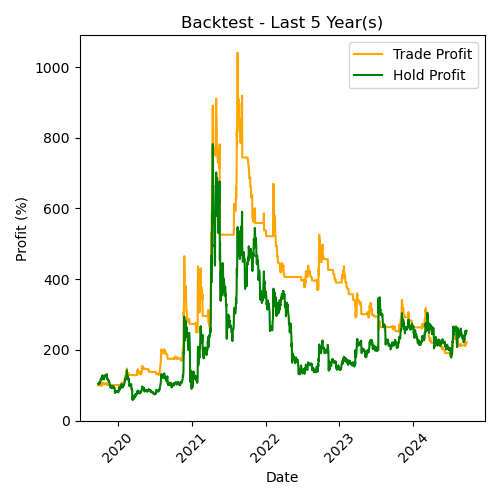 Backtest - Last 5 Year(s)
Trade Profit
Hold Profit
Profit (%)
1000
800
600
400
200
0
2020
2021
2022
2023
2024
Date